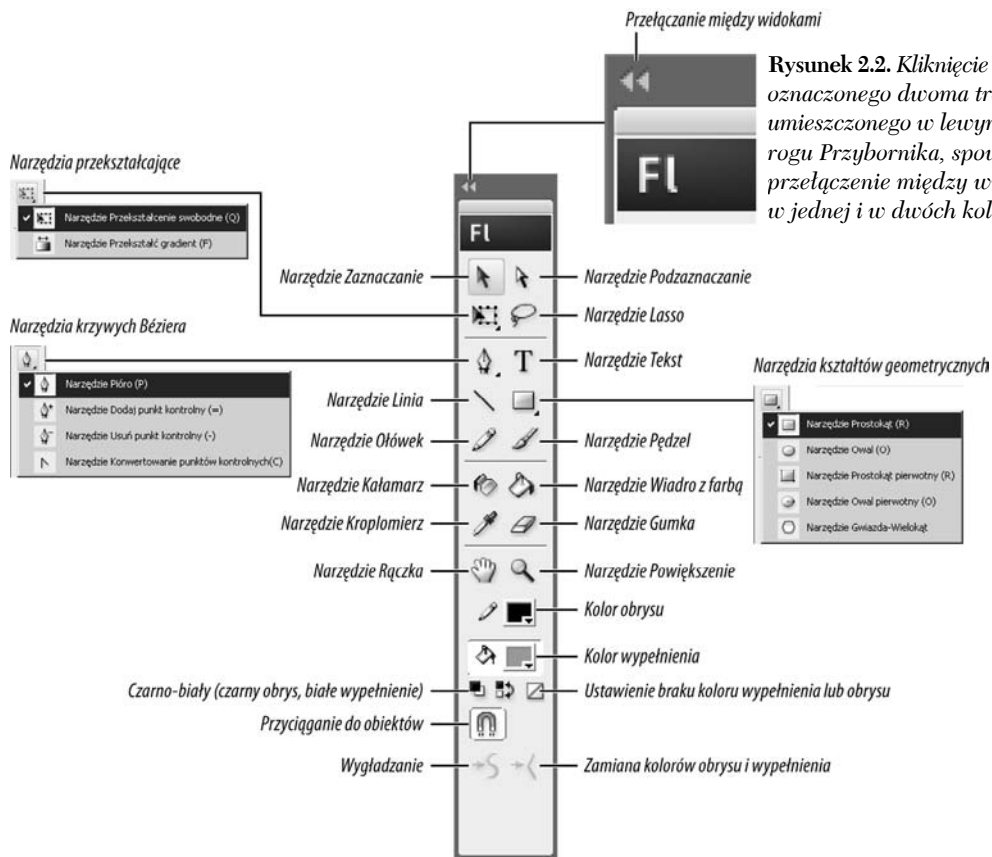 Przełączanie między widokami
Rysunek 2.2. Kliknięcie
oznaczonego dwoma
umieszczonego w
rogu Przybornika,
przełączenie między
w jednej i w dwóch
Fl
Narzędzia przekształcające
Narzędzie Przekształcenie swobodne (Q)
Narzędzie Przekształć gradient (F)
Fl
Narzędzie Zaznaczanie
Narzędzie Podzaznaczanie
Narzędzie Lasso
Narzędzia krzywych Béziera
Narzędzie Pióro (P)
Narzędzie Dodaj punkt kontrolny (=)
Narzędzie Usuń punkt kontrolny (-)
Narzędzie Konwertowanie punktów kontrolnych(C)
T
Narzędzie Tekst
Narzędzia kształtów geometrycznych
Narzędzie Prostokąt (R)
Narzędzie Owal (O)
Narzędzie Prostokąt pierwotny (R)
Narzędzie Owal pierwotny (O)
Narzędzie Gwiazda-Wielokąt
Narzędzie Linia
Narzędzie Ołówek
Narzędzie Pędzel
Narzędzie Kałamarz
Narzędzie Wiadro z farbą
Narzędzie Kroplomierz
Narzędzie Gumka
Narzędzie Rączka
Narzędzie Powiększenie
Kolor obrysu
Kolor wypełnienia
Czarno-biały (czarny obrys, białe wypełnienie)
Ustawienie braku koloru wypełnienia lub obrysu
Przyciąganie do obiektów
Wygładzanie
Zamiana kolorów obrysu i wypełnienia